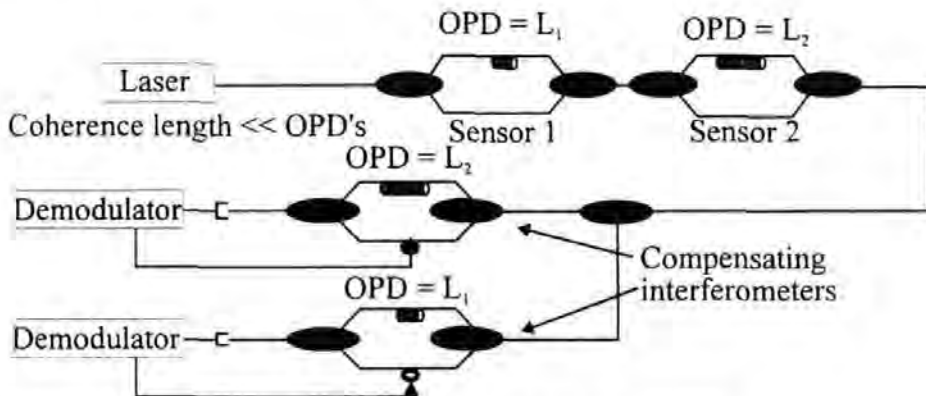 OPD = L₁
OPD = L₂
Laser
Coherence length << OPD's
Sensor 1
Sensor 2
OPD = L₂
Demodulator
Compensating
interferometers
OPD = L₁
Demodulator